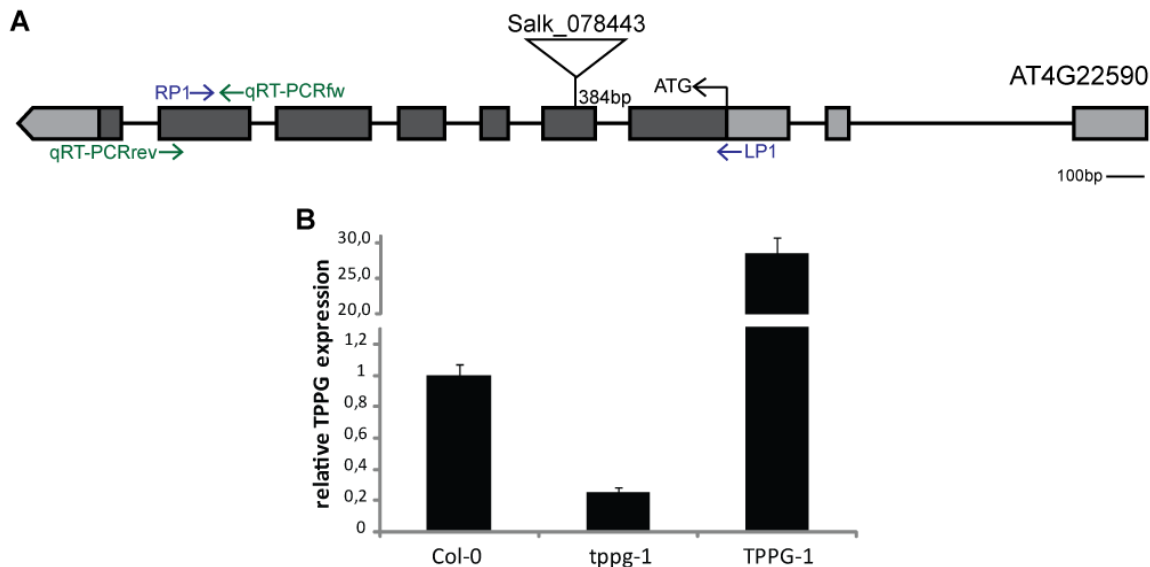 A
Salk_078443
AT4G22590
RP1
qRT-PCRfw
384bp
ATG
qRT-PCRrev
LP1
100bp
B
relative TPPG expression
30,0
25,0
20,0
1,2
1
0,8
0,6
0,4
0,2
0
Col-0
tppg-1
TPPG-1